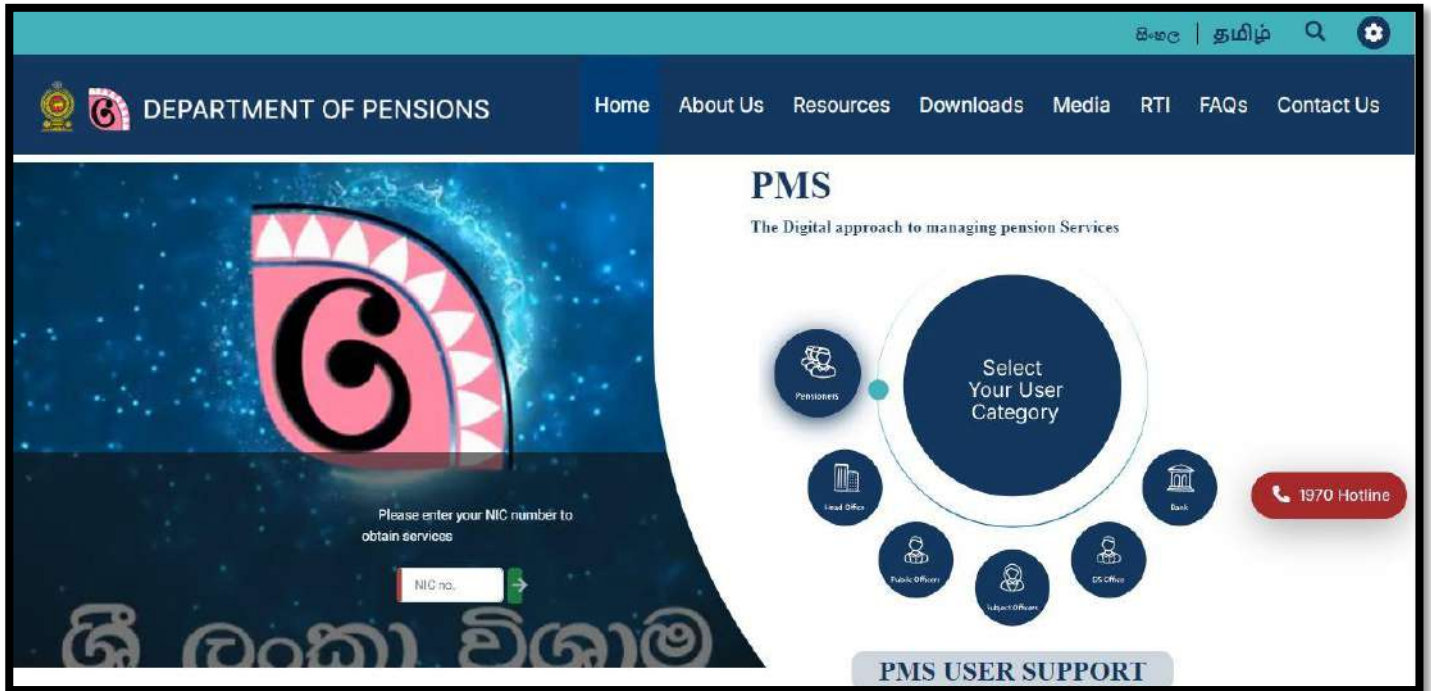 සිංහල | தமிழ்
DEPARTMENT OF PENSIONS
Home About Us Resources Downloads Media RTI FAQs Contact Us
PMS
The Digital approach to managing pension Services
Select
Your User
Category
Pensioners
Head Office
Public Officers
Subject Officers
DS Office
Bank
1970 Hotline
Please enter your NIC number to
obtain services
NIC no.
ශ්‍රී ලංකා විශ්‍රාම
PMS USER SUPPORT